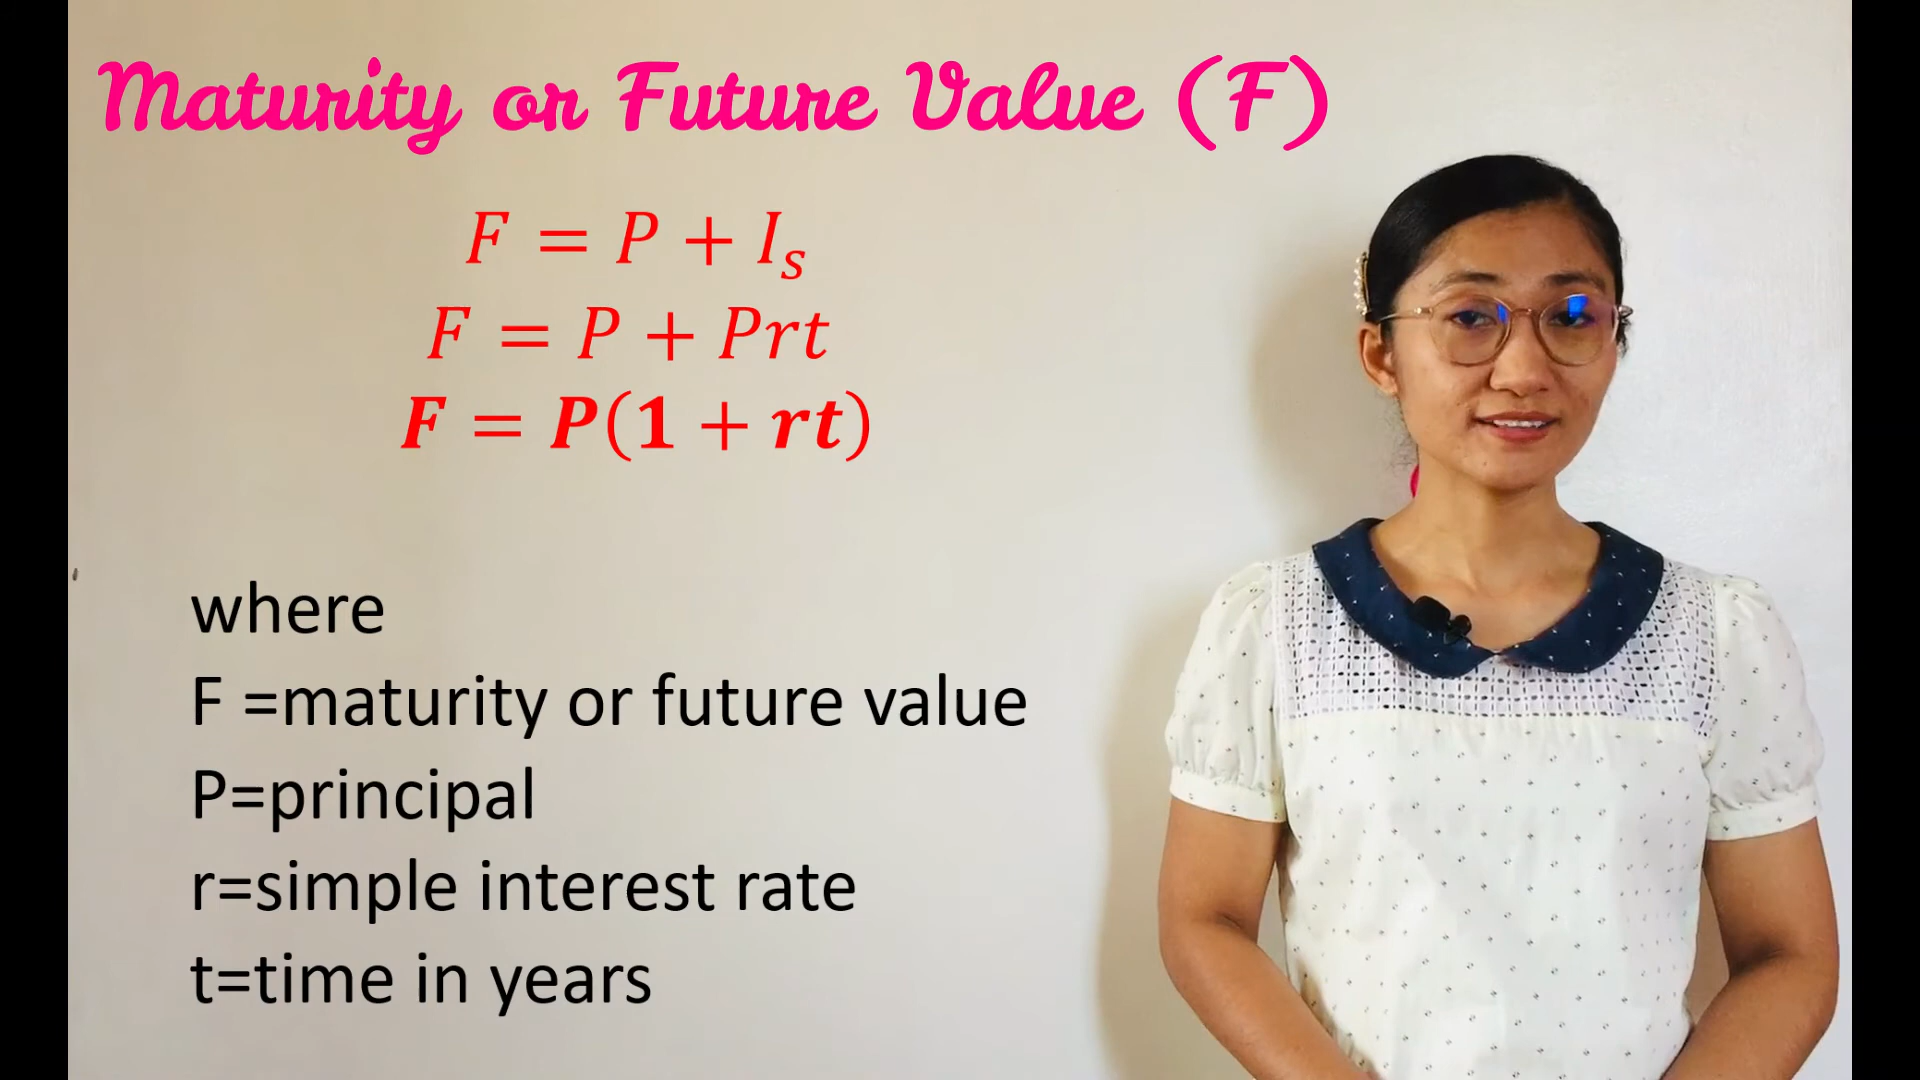 Maturity or Future Value (F)
F = P + Iₛ
F = P + Prt
F = P(1 + rt)
where
F =maturity or future value
P=principal
r=simple interest rate
t=time in years